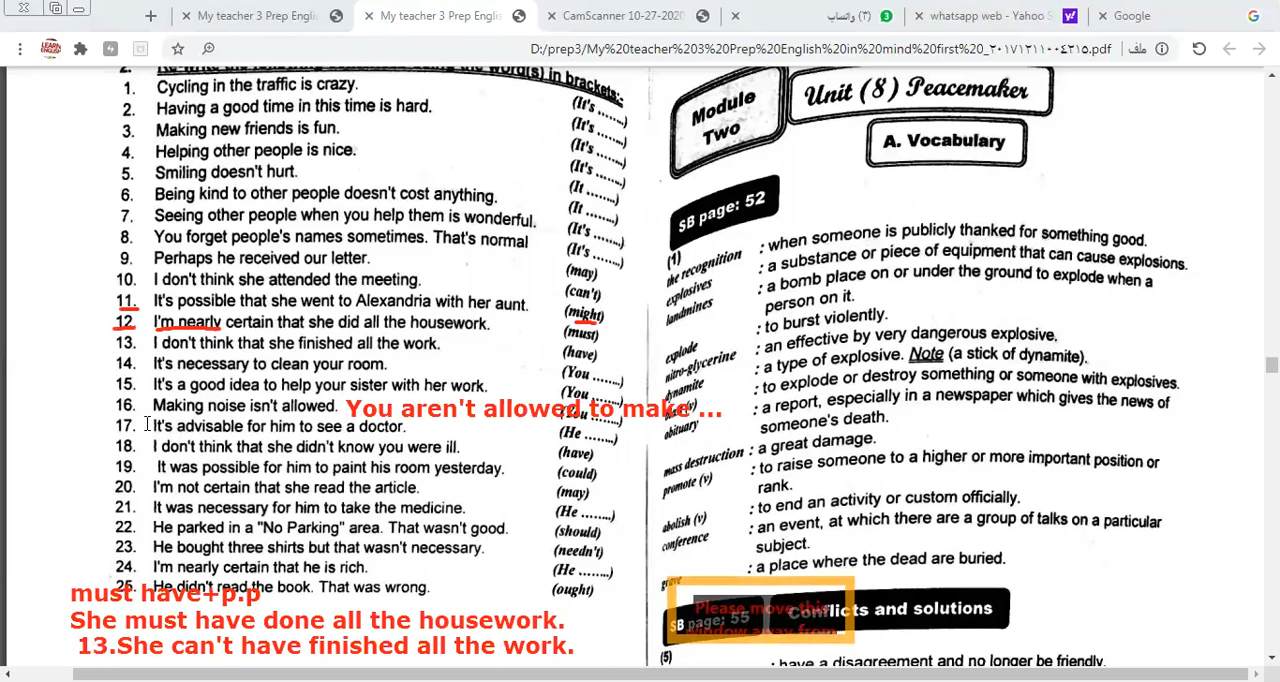 My teacher 3 Prep Englis
My teacher 3 Prep Englis
CamScanner 10-27-2020
(٣) واتساب
3
whatsapp web - Yahoo S
Google
D:/prep3/My%20teacher%203%20Prep%20English%20in%20mind%20first%20_٢٠١٧١٢١١٠٠٤٢١٥.pdf
ملف
2. Re-write the following sentences using the word(s) in brackets:-
1. Cycling in the traffic is crazy. (It's .......)
2. Having a good time in this time is hard. (It's .......)
3. Making new friends is fun. (It's .......)
4. Helping other people is nice. (It's .......)
5. Smiling doesn't hurt. (It .......)
6. Being kind to other people doesn't cost anything. (It .......)
7. Seeing other people when you help them is wonderful. (It's .......)
8. You forget people's names sometimes. That's normal (It's .......)
9. Perhaps he received our letter. (may)
10. I don't think she attended the meeting. (can't)
11. It's possible that she went to Alexandria with her aunt. (might)
12. I'm nearly certain that she did all the housework. (must)
13. I don't think that she finished all the work. (have)
14. It's necessary to clean your room. (You .......)
15. It's a good idea to help your sister with her work. (You .......)
16. Making noise isn't allowed. You aren't allowed to make ...
17. It's advisable for him to see a doctor. (He .......)
18. I don't think that she didn't know you were ill. (have)
19. It was possible for him to paint his room yesterday. (could)
20. I'm not certain that she read the article. (may)
21. It was necessary for him to take the medicine. (He .......)
22. He parked in a "No Parking" area. That wasn't good. (should)
23. He bought three shirts but that wasn't necessary. (needn't)
24. I'm nearly certain that he is rich. (He .......)
25. He didn't read the book. That was wrong. (ought)
must have+p.p
She must have done all the housework.
13.She can't have finished all the work.
Module Two
Unit (8) Peacemaker
A. Vocabulary
SB page: 52
(1)
the recognition : when someone is publicly thanked for something good.
explosives : a substance or piece of equipment that can cause explosions.
landmines : a bomb place on or under the ground to explode when a
person on it.
explode : to burst violently.
nitro-glycerine : an effective by very dangerous explosive.
dynamite : a type of explosive. Note (a stick of dynamite).
(v) : to explode or destroy something or someone with explosives.
obituary : a report, especially in a newspaper which gives the news of
someone's death.
mass destruction : a great damage.
promote (v) : to raise someone to a higher or more important position or
rank.
abolish (v) : to end an activity or custom officially.
conference : an event, at which there are a group of talks on a particular
subject.
grave : a place where the dead are buried.
SB page: 55 Conflicts and solutions
Please move this
window away from
(5)
: have a disagreement and no longer be friendly.